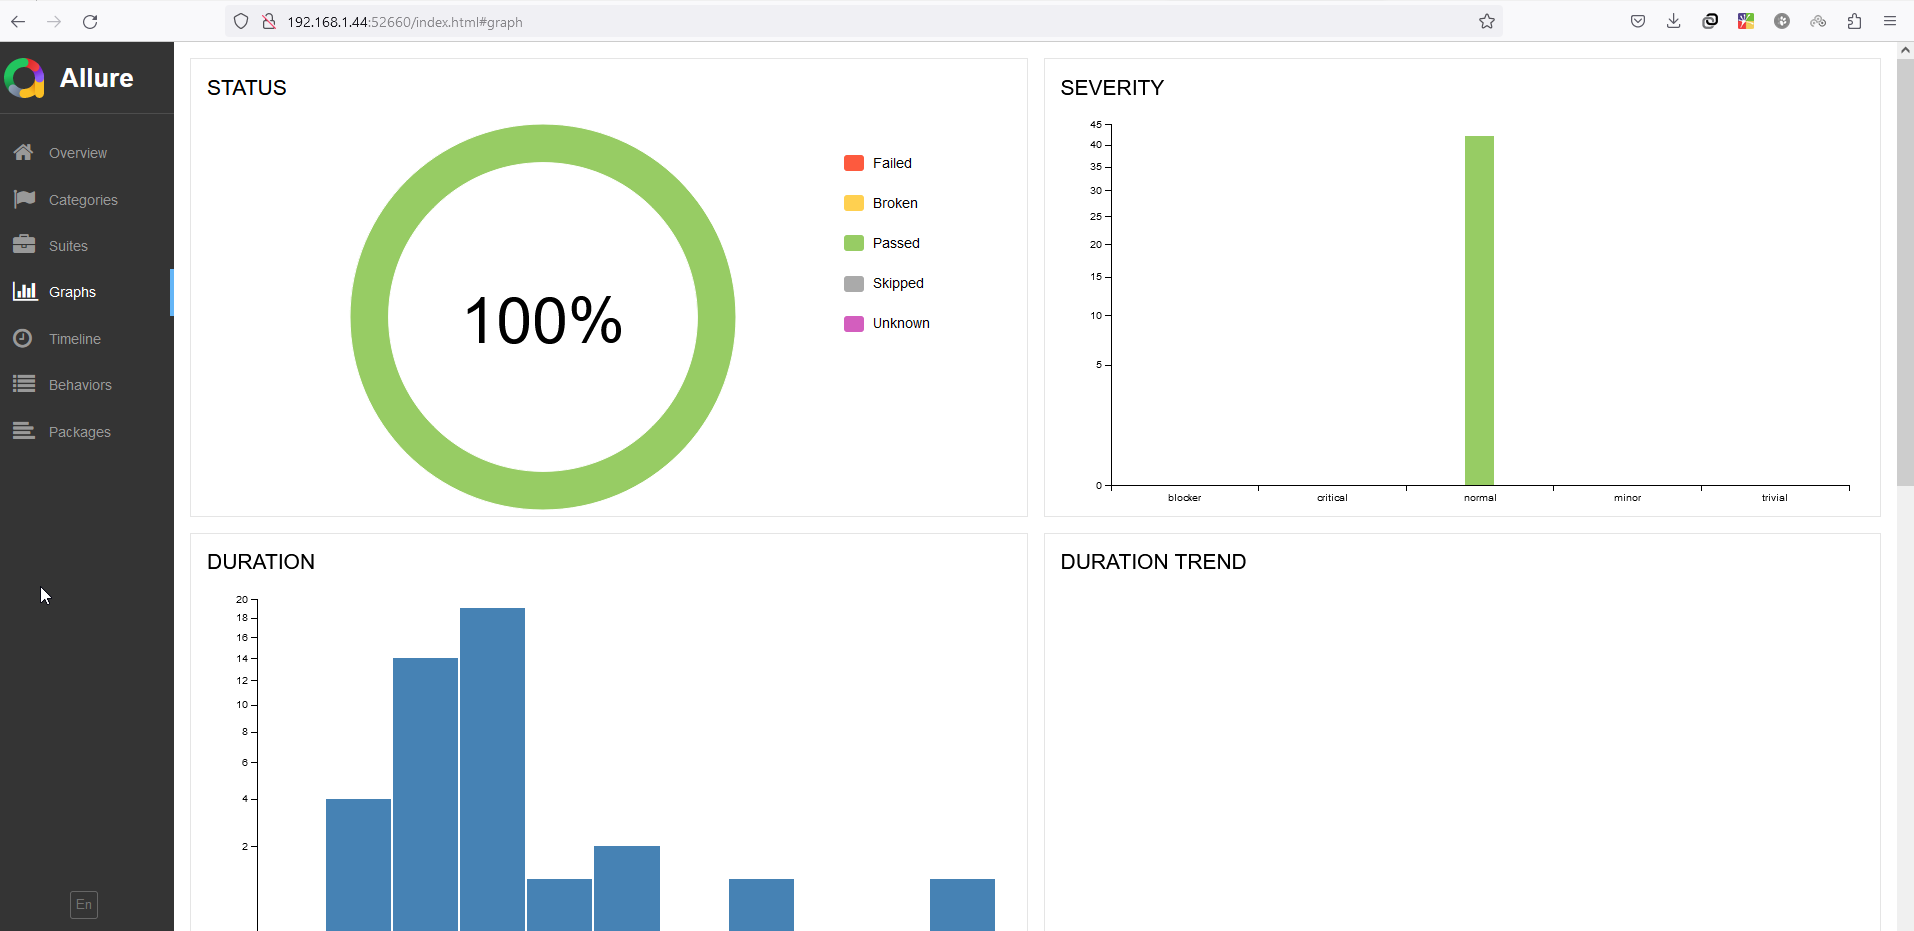 192.168.1.44:52660/index.html#graph
Allure
Overview
Categories
Suites
Graphs
Timeline
Behaviors
Packages
En
STATUS
100%
Failed
Broken
Passed
Skipped
Unknown
SEVERITY
45
40
35
30
25
20
15
10
5
0
blocker
critical
normal
minor
trivial
DURATION
20
18
16
14
12
10
8
6
4
2
DURATION TREND